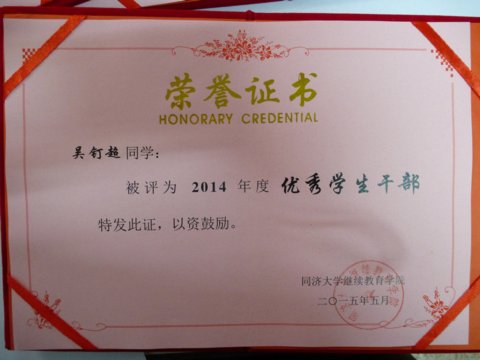 荣誉证书
HONORARY CREDENTIAL
吴钉超同学：
被评为 2014 年度 优秀学生干部
特发此证，以资鼓励。
同济大学继续教育学院
二〇一五年五月